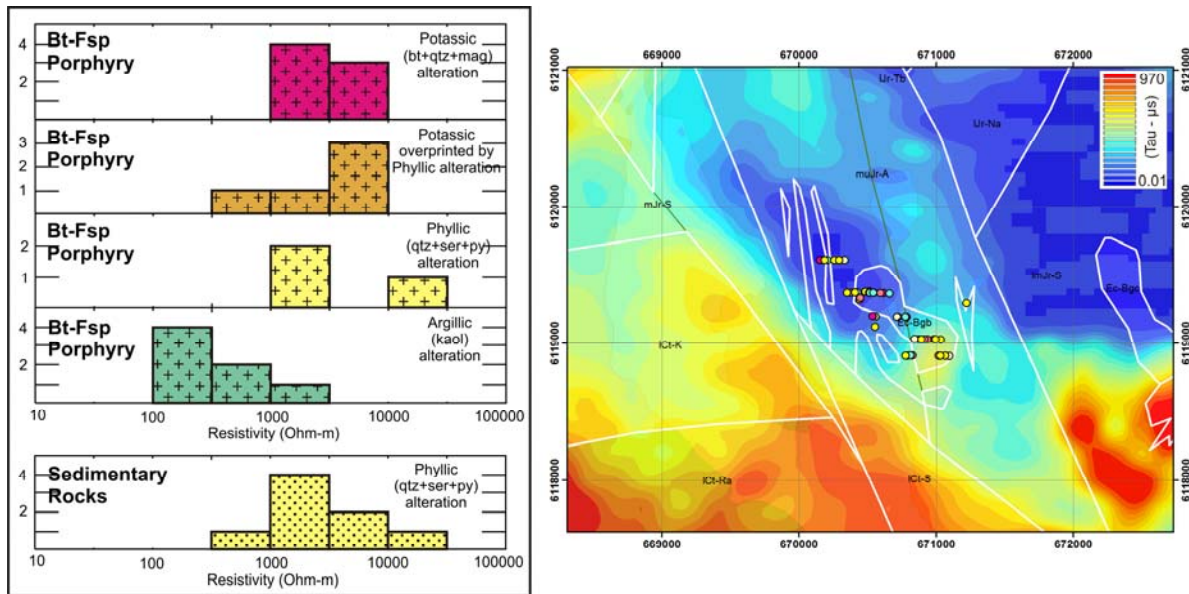 Bt-Fsp
Porphyry
Potassic
(bt+qtz+mag)
alteration
4
2
Bt-Fsp
Porphyry
Potassic
overprinted by
Phyllic alteration
3
2
1
Bt-Fsp
Porphyry
Phyllic
(qtz+ser+py)
alteration
2
1
Bt-Fsp
Porphyry
Argillic
(kaol)
alteration
4
2
10 100 1000 10000 100000
Resistivity (Ohm-m)
Sedimentary
Rocks
Phyllic
(qtz+ser+py)
alteration
4
2
10 100 1000 10000 100000
Resistivity (Ohm-m)
669000 670000 671000 672000
6121000 6121000
970
(Tau - µs)
0.01
lJr-Tb
lJr-Na
muJr-A
6120000 6120000
mJr-S
Ec-Bgb
6119000 6119000
lCt-K
6118000 6118000
lCt-Ra
lCt-S
669000 670000 671000 672000